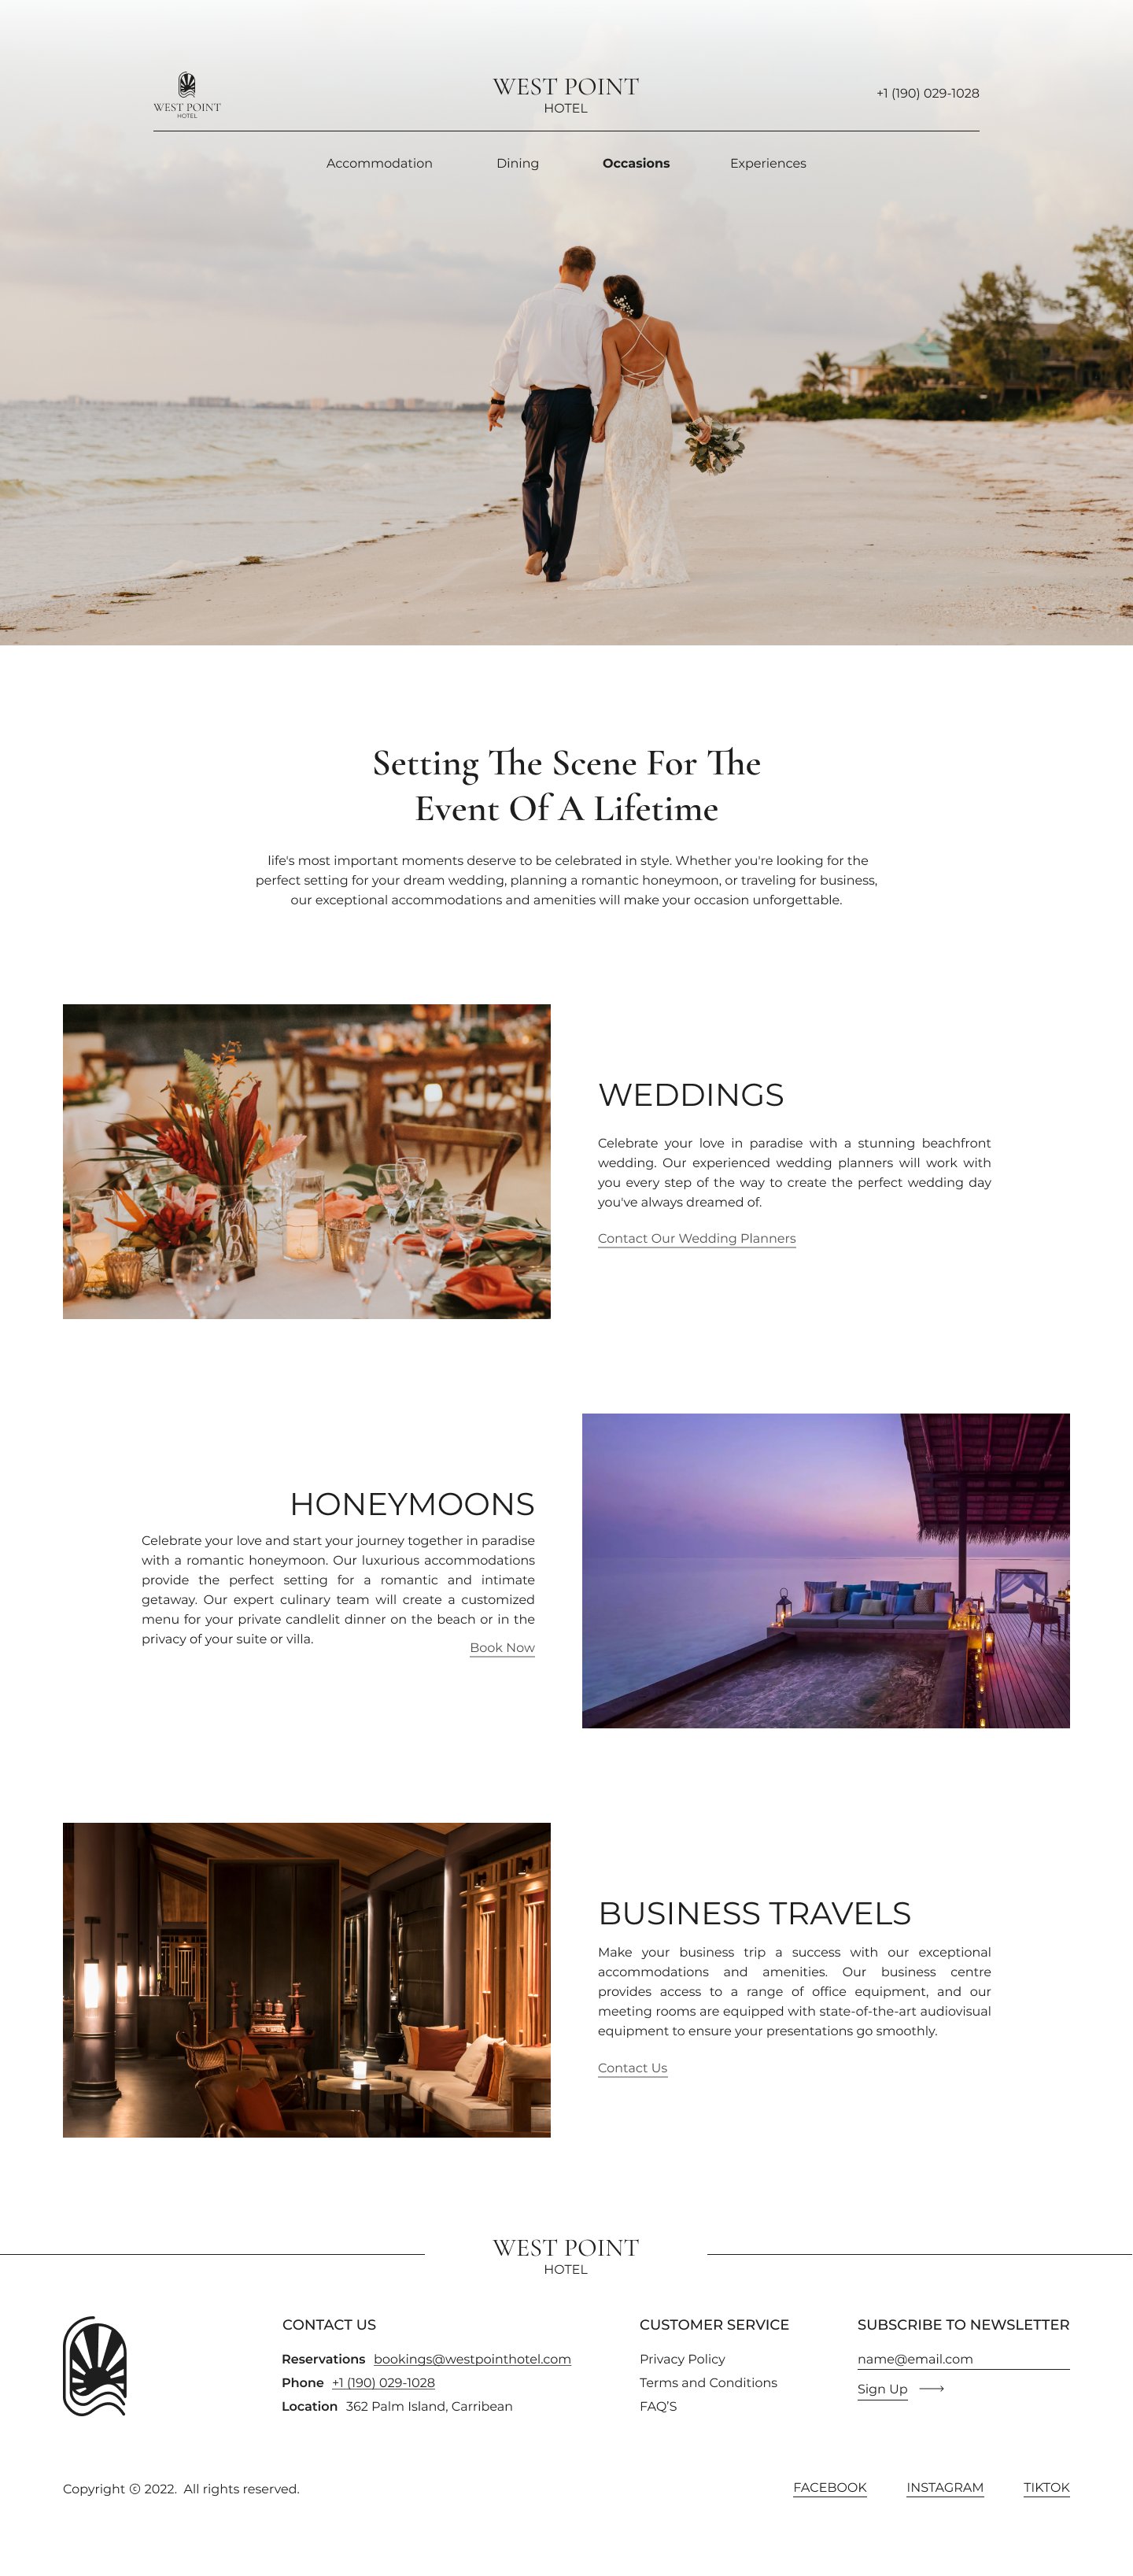 WEST POINT
HOTEL
WEST POINT
HOTEL
+1 (190) 029-1028
Accommodation
Dining
Occasions
Experiences
Setting The Scene For The
Event Of A Lifetime
life's most important moments deserve to be celebrated in style. Whether you're looking for the
perfect setting for your dream wedding, planning a romantic honeymoon, or traveling for business,
our exceptional accommodations and amenities will make your occasion unforgettable.
WEDDINGS
Celebrate your love in paradise with a stunning beachfront
wedding. Our experienced wedding planners will work with
you every step of the way to create the perfect wedding day
you've always dreamed of.
Contact Our Wedding Planners
HONEYMOONS
Celebrate your love and start your journey together in paradise
with a romantic honeymoon. Our luxurious accommodations
provide the perfect setting for a romantic and intimate
getaway. Our expert culinary team will create a customized
menu for your private candlelit dinner on the beach or in the
privacy of your suite or villa.
Book Now
BUSINESS TRAVELS
Make your business trip a success with our exceptional
accommodations and amenities. Our business centre
provides access to a range of office equipment, and our
meeting rooms are equipped with state-of-the-art audiovisual
equipment to ensure your presentations go smoothly.
Contact Us
WEST POINT
HOTEL
CONTACT US
Reservations bookings@westpointhotel.com
Phone +1 (190) 029-1028
Location 362 Palm Island, Carribean
CUSTOMER SERVICE
Privacy Policy
Terms and Conditions
FAQ'S
SUBSCRIBE TO NEWSLETTER
name@email.com
Sign Up
Copyright © 2022. All rights reserved.
FACEBOOK
INSTAGRAM
TIKTOK